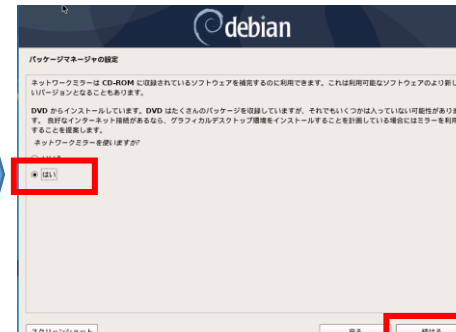 debian
パッケージマネージャの設定
ネットワークミラーは CD-ROM に収録されているソフトウェアを補完するのに利用できます。これは利用可能なソフトウェアのより新し
いバージョンとなることもあります。
DVD からインストールしています。DVD はたくさんのパッケージを収録していますが、それでもいくつかは入っていない可能性がありま
す。 良好なインターネット接続があるなら、グラフィカルデスクトップ環境をインストールすることを計画している場合にはミラーを利用
することを提案します。
ネットワークミラーを使いますか?
はい
スクリーンショット
戻る
続ける